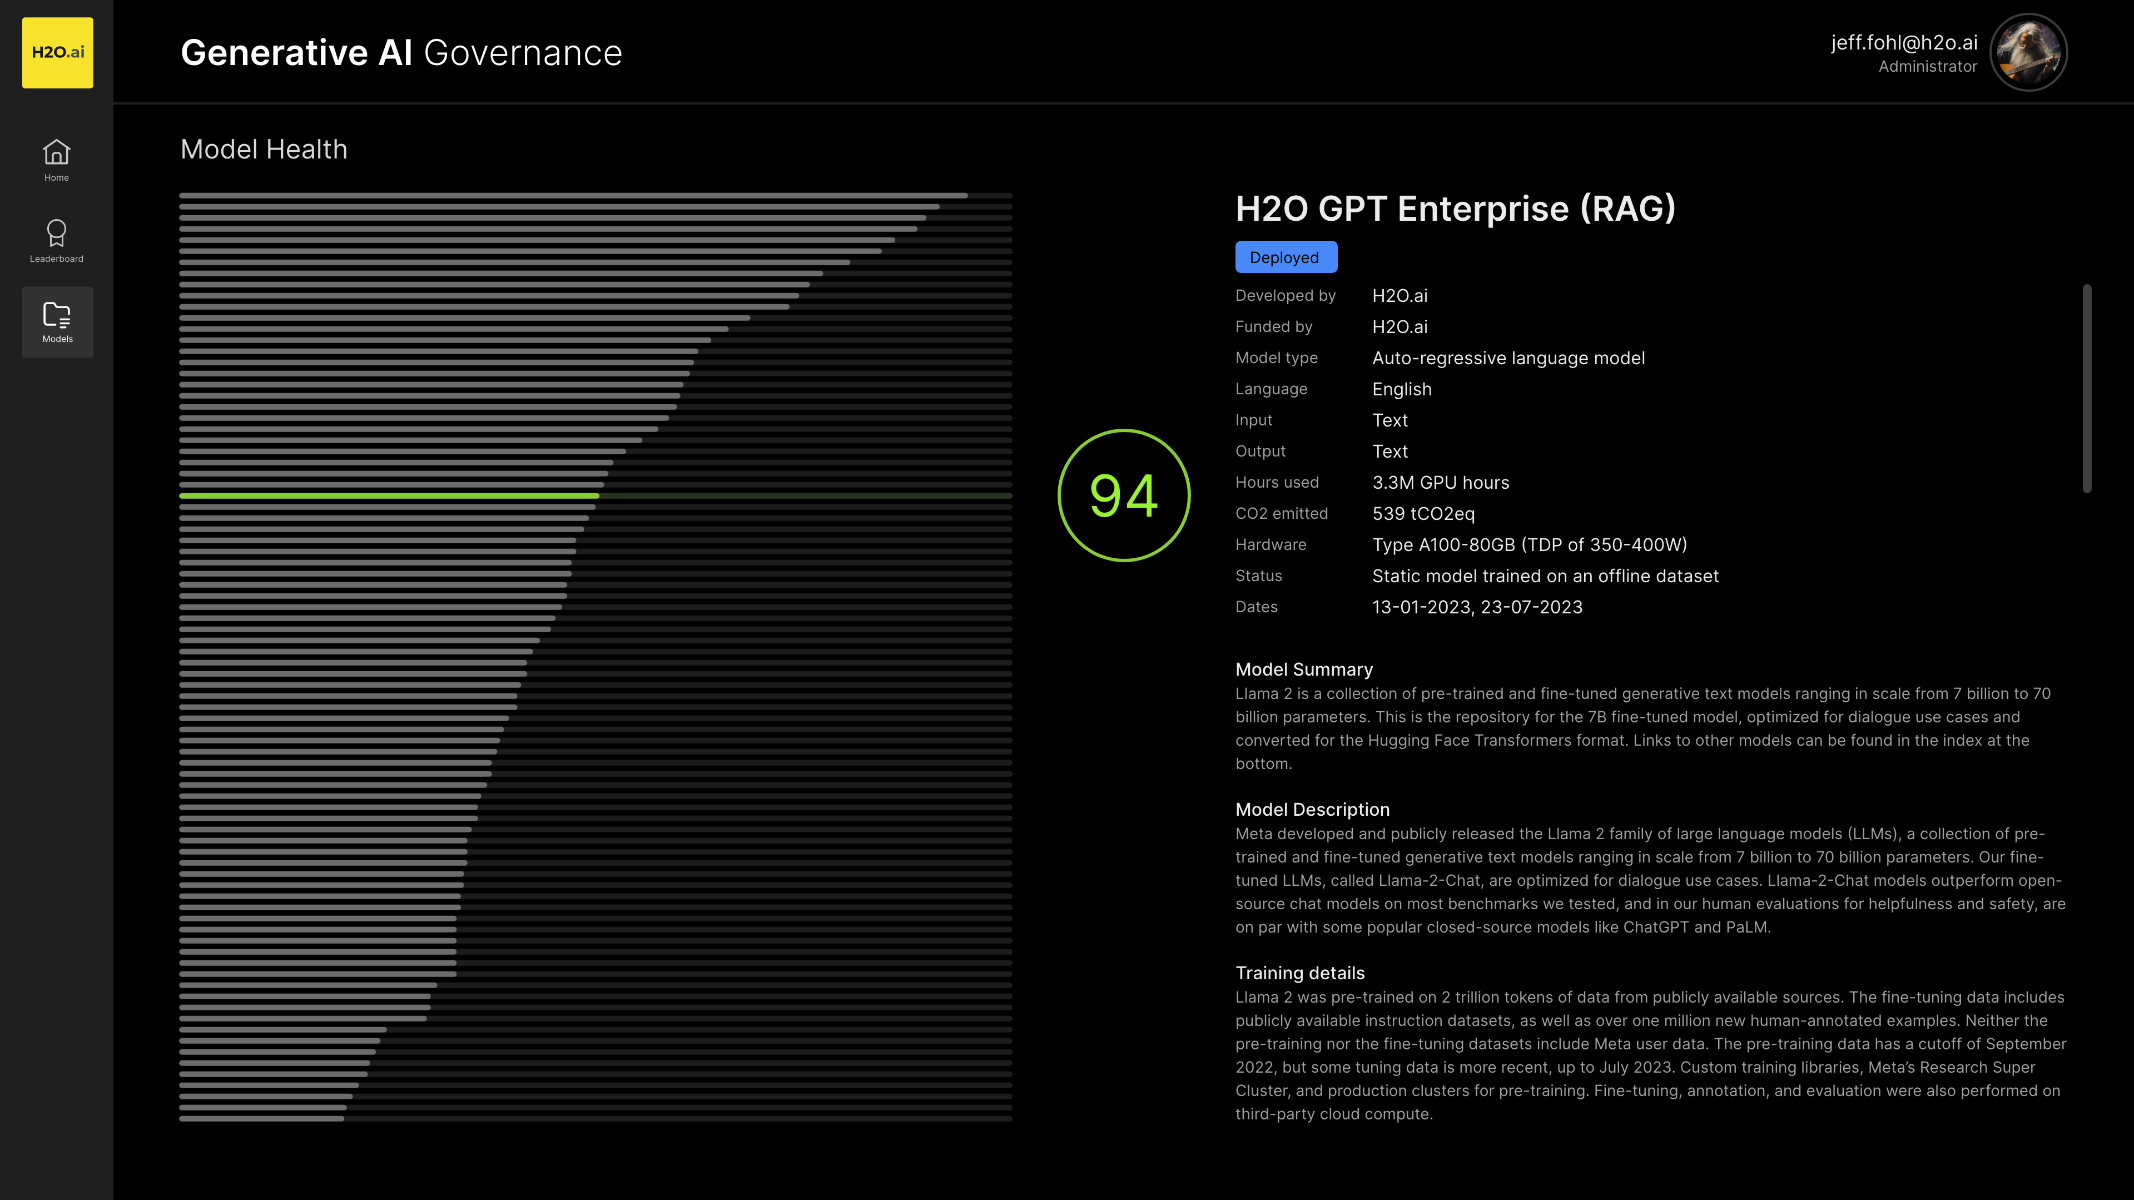 H2O.ai
Generative AI Governance
jeff.fohl@h2o.ai
Administrator
Home
Leaderboard
Models
Model Health
94
H2O GPT Enterprise (RAG)
Deployed
Developed by H2O.ai
Funded by H2O.ai
Model type Auto-regressive language model
Language English
Input Text
Output Text
Hours used 3.3M GPU hours
CO2 emitted 539 tCO2eq
Hardware Type A100-80GB (TDP of 350-400W)
Status Static model trained on an offline dataset
Dates 13-01-2023, 23-07-2023
Model Summary
Llama 2 is a collection of pre-trained and fine-tuned generative text models ranging in scale from 7 billion to 70
billion parameters. This is the repository for the 7B fine-tuned model, optimized for dialogue use cases and
converted for the Hugging Face Transformers format. Links to other models can be found in the index at the
bottom.
Model Description
Meta developed and publicly released the Llama 2 family of large language models (LLMs), a collection of pre-
trained and fine-tuned generative text models ranging in scale from 7 billion to 70 billion parameters. Our fine-
tuned LLMs, called Llama-2-Chat, are optimized for dialogue use cases. Llama-2-Chat models outperform open-
source chat models on most benchmarks we tested, and in our human evaluations for helpfulness and safety, are
on par with some popular closed-source models like ChatGPT and PaLM.
Training details
Llama 2 was pre-trained on 2 trillion tokens of data from publicly available sources. The fine-tuning data includes
publicly available instruction datasets, as well as over one million new human-annotated examples. Neither the
pre-training nor the fine-tuning datasets include Meta user data. The pre-training data has a cutoff of September
2022, but some tuning data is more recent, up to July 2023. Custom training libraries, Meta’s Research Super
Cluster, and production clusters for pre-training. Fine-tuning, annotation, and evaluation were also performed on
third-party cloud compute.